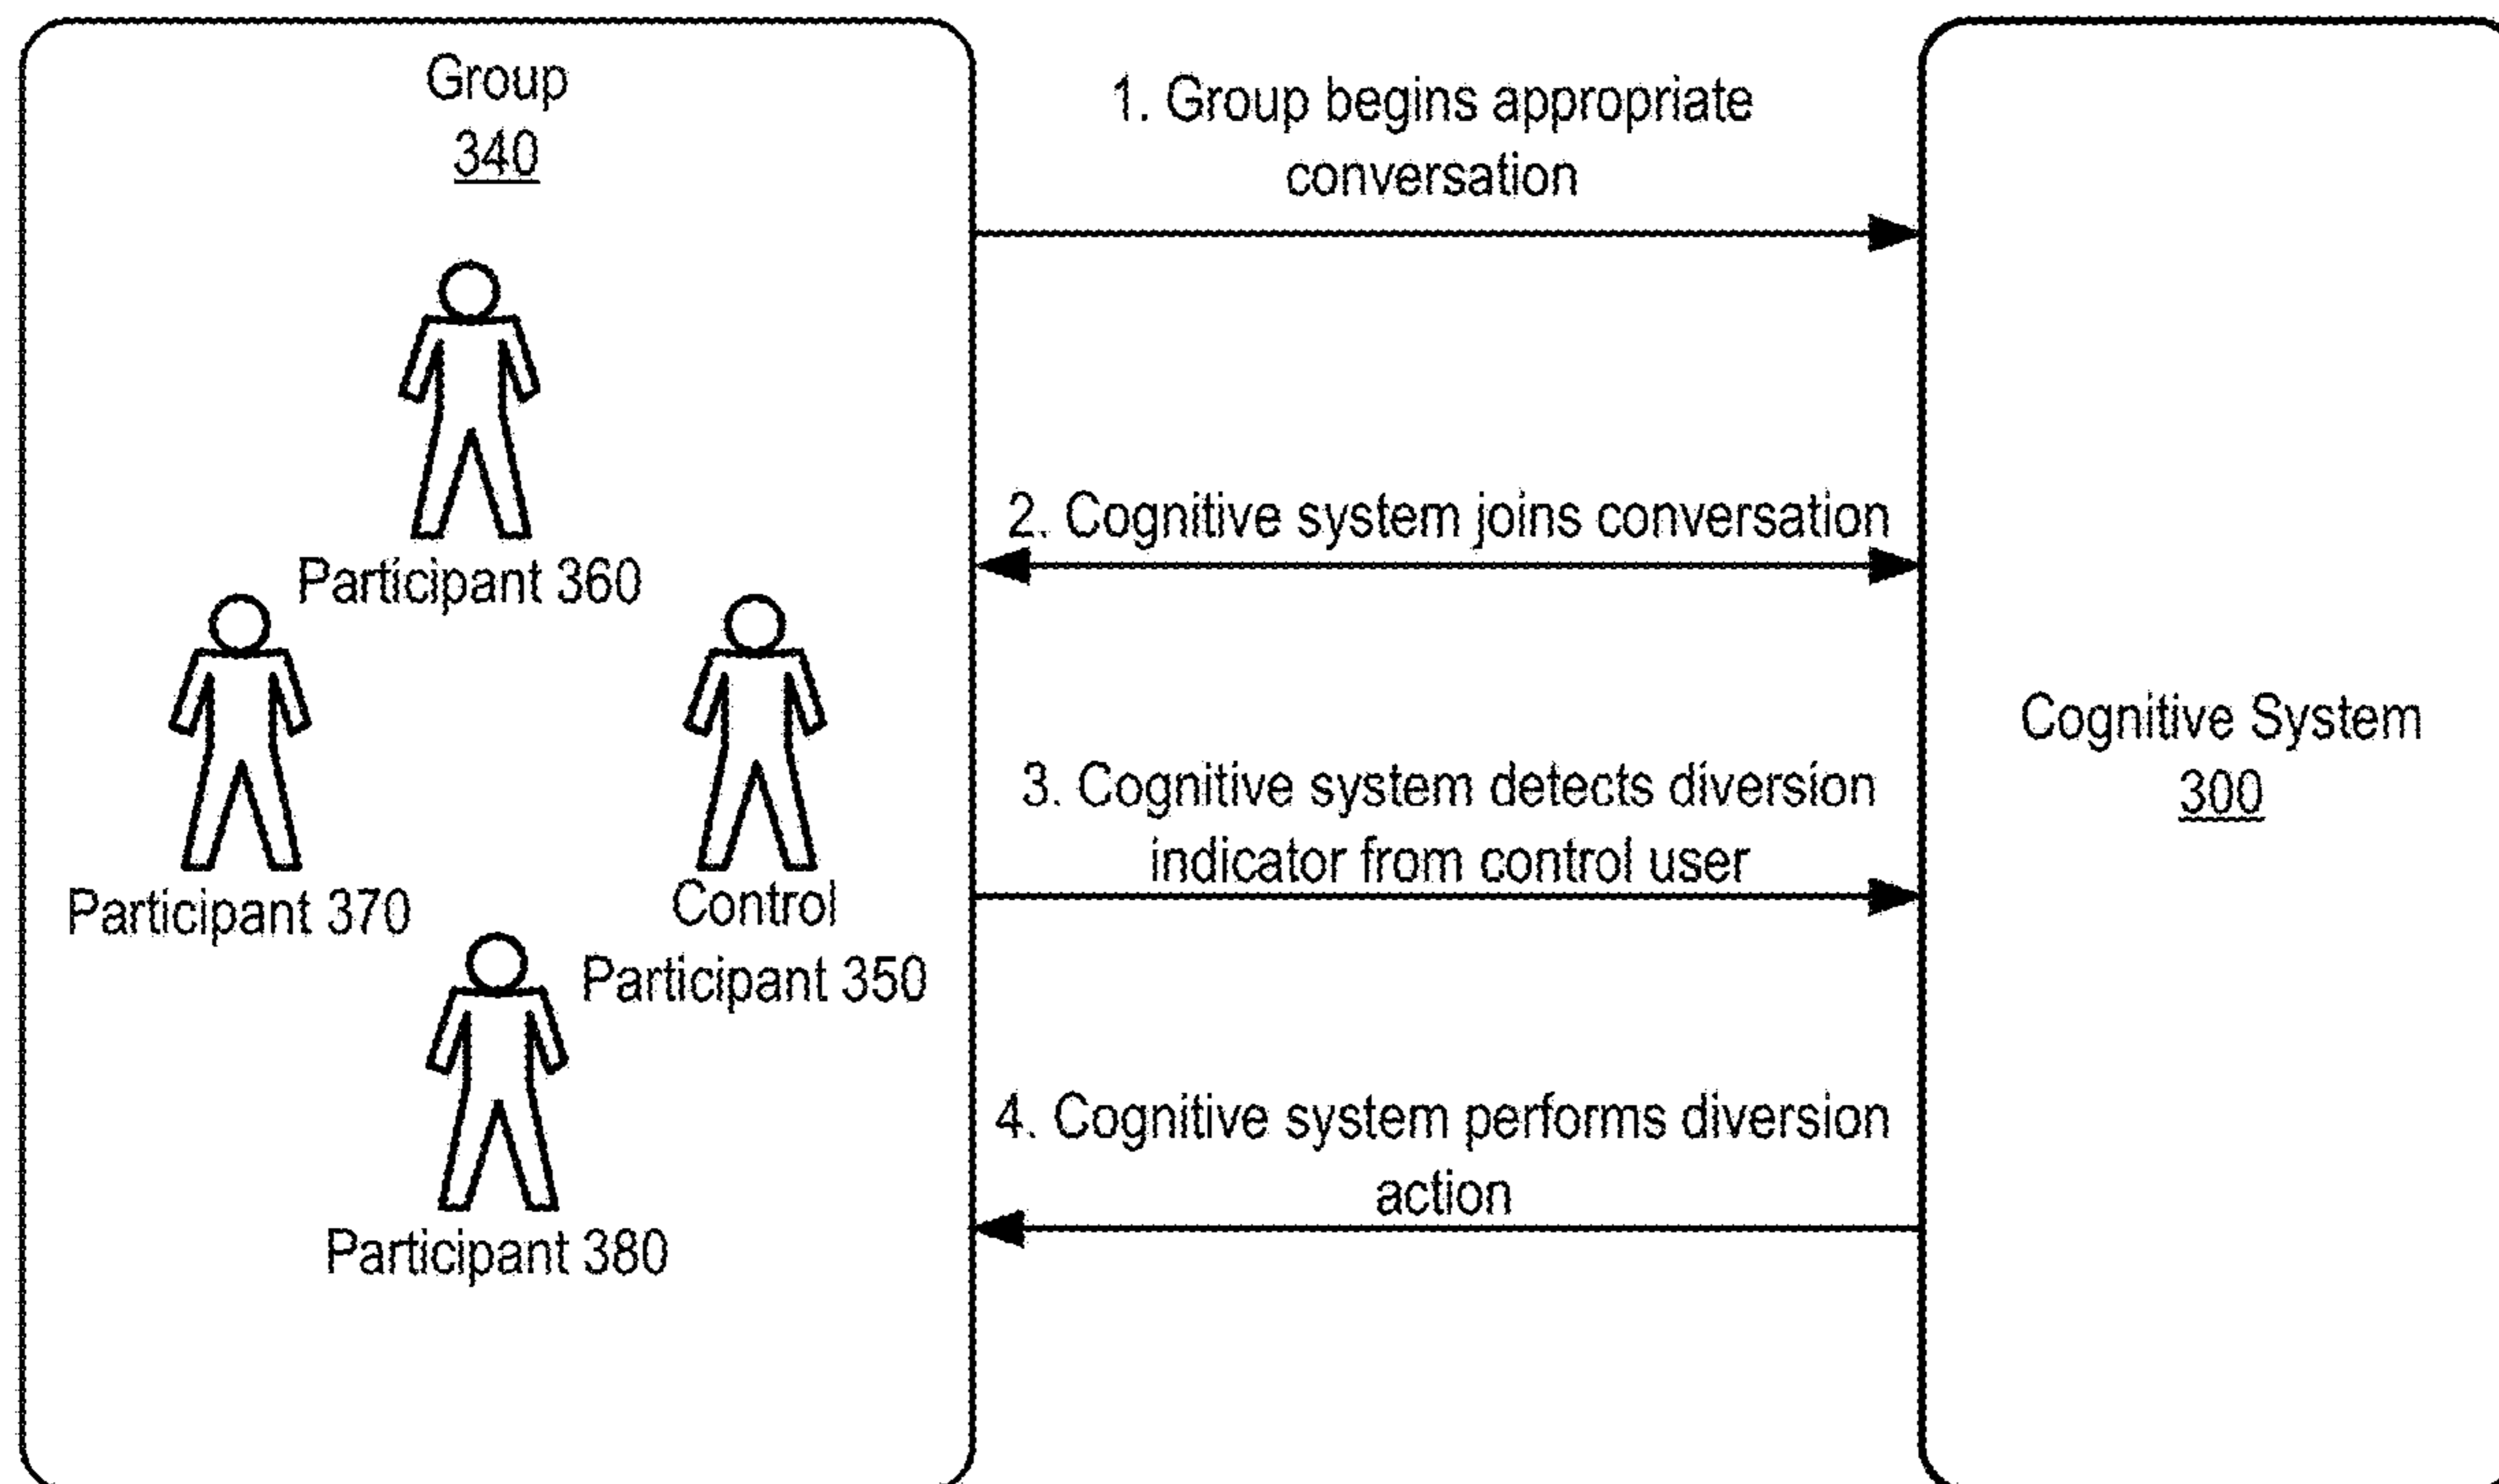 Group
340
Participant 360
Participant 370
Control
Participant 350
Participant 380
1. Group begins appropriate
conversation
2. Cognitive system joins conversation
3. Cognitive system detects diversion
indicator from control user
4. Cognitive system performs diversion
action
Cognitive System
300